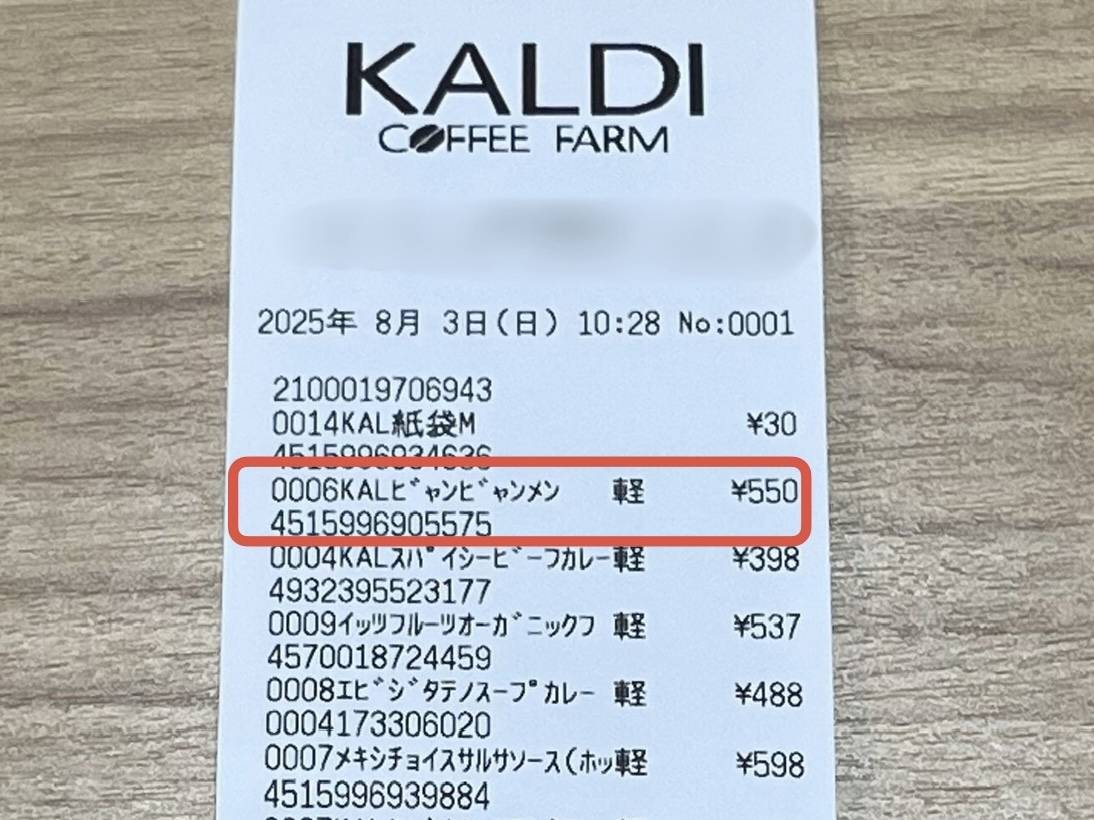 KALDI
COFFEE FARM
2025年 8月 3日(日) 10:28 No:0001
2100019706943
0014KAL紙袋M ¥30
4515996934636
0006KALビャンビャンメン 軽 ¥550
4515996905575
0004KALスパイシービーフカレー軽 ¥398
4932395523177
0009イッツフルーツオーガニックフ 軽 ¥537
4570018724459
0008エビジタテノスープカレー 軽 ¥488
0004173306020
0007メキシチョイスサルサソース(ホッ軽 ¥598
4515996939884